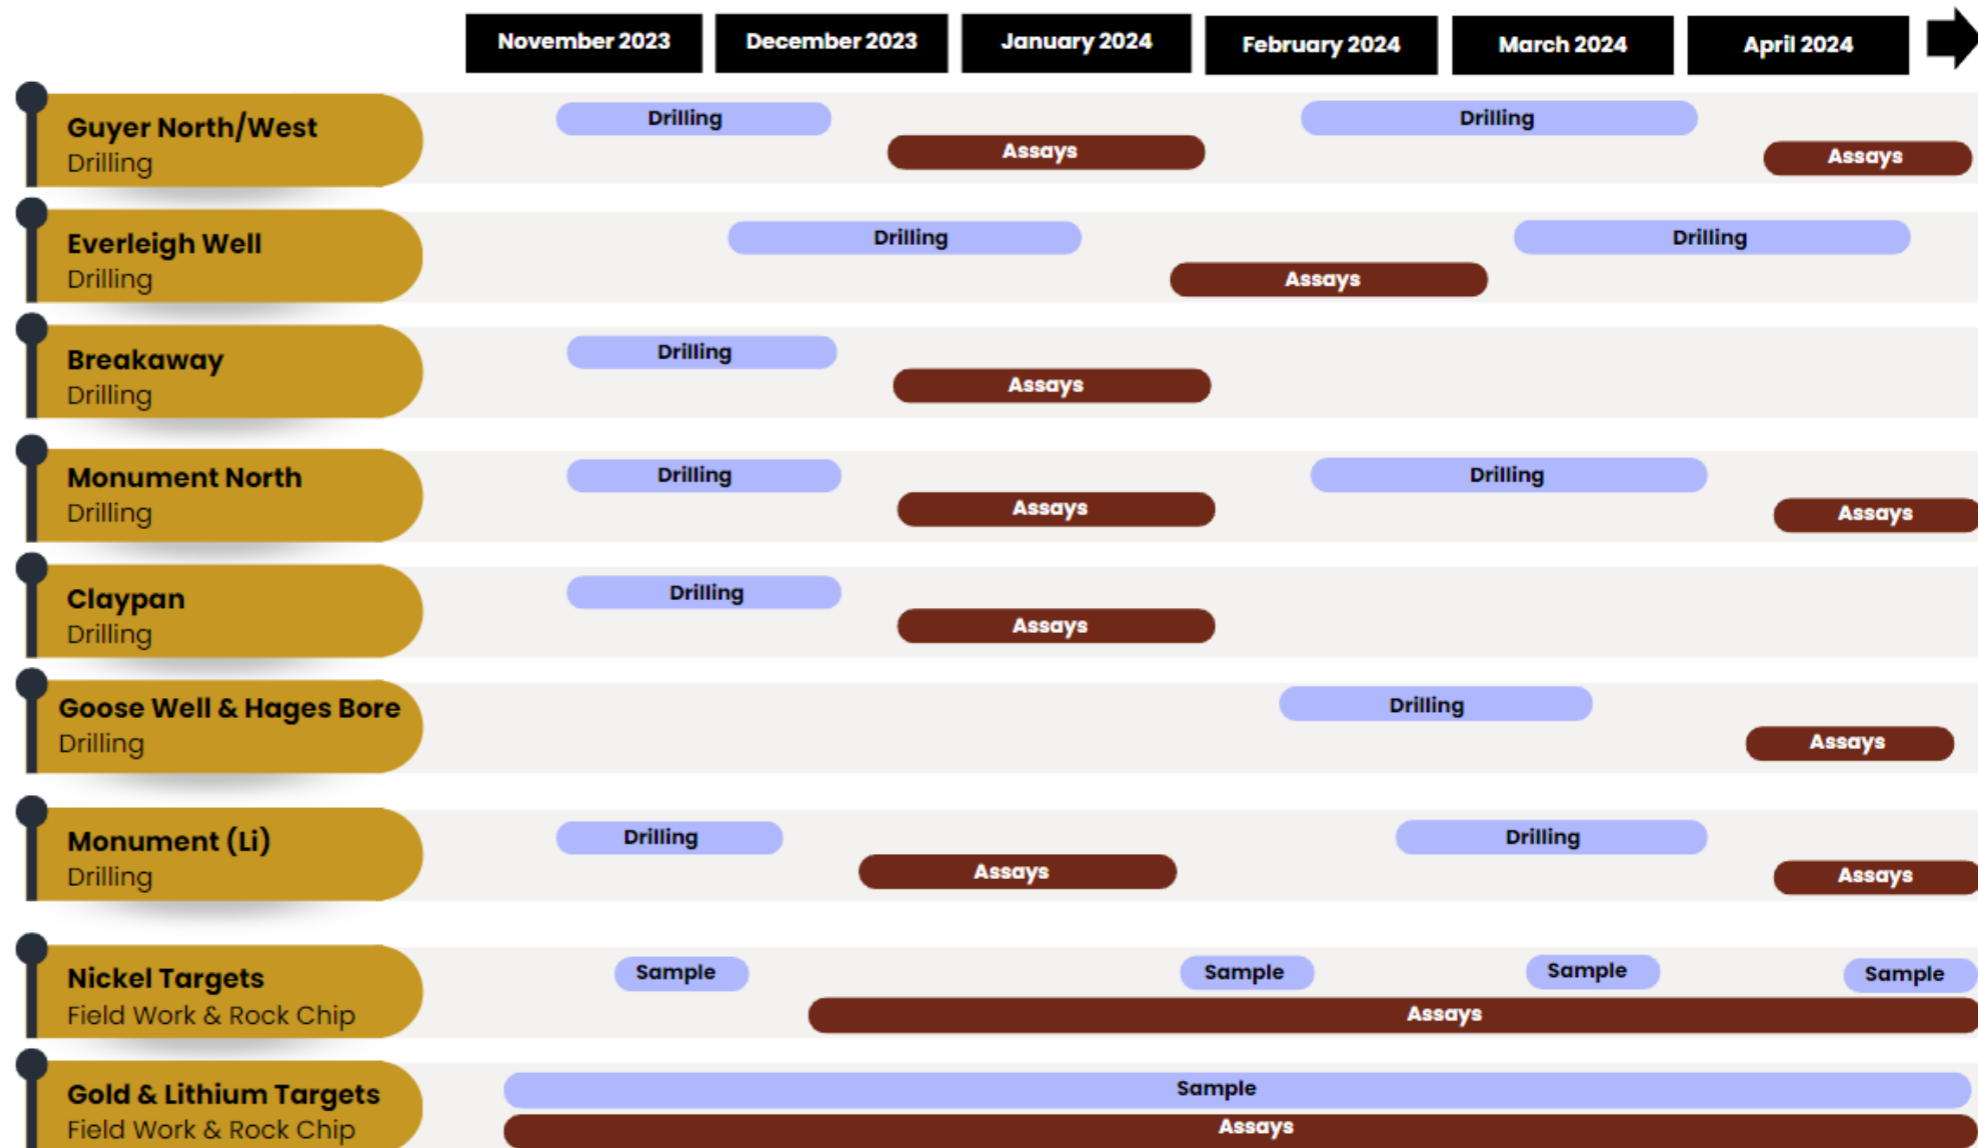 November 2023
December 2023
January 2024
February 2024
March 2024
April 2024
Guyer North/West
Drilling
Drilling
Assays
Drilling
Assays
Everleigh Well
Drilling
Drilling
Assays
Drilling
Breakaway
Drilling
Drilling
Assays
Monument North
Drilling
Drilling
Assays
Drilling
Assays
Claypan
Drilling
Drilling
Assays
Goose Well & Hages Bore
Drilling
Drilling
Assays
Monument (Li)
Drilling
Drilling
Assays
Drilling
Assays
Nickel Targets
Field Work & Rock Chip
Sample
Sample
Sample
Sample
Assays
Gold & Lithium Targets
Field Work & Rock Chip
Sample
Assays